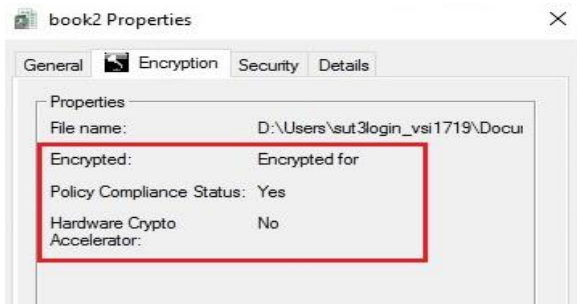 book2 Properties
General Encryption Security Details
Properties
File name: D:\Users\sut3login_vsi1719\Docu
Encrypted: Encrypted for
Policy Compliance Status: Yes
Hardware Crypto No
Accelerator: